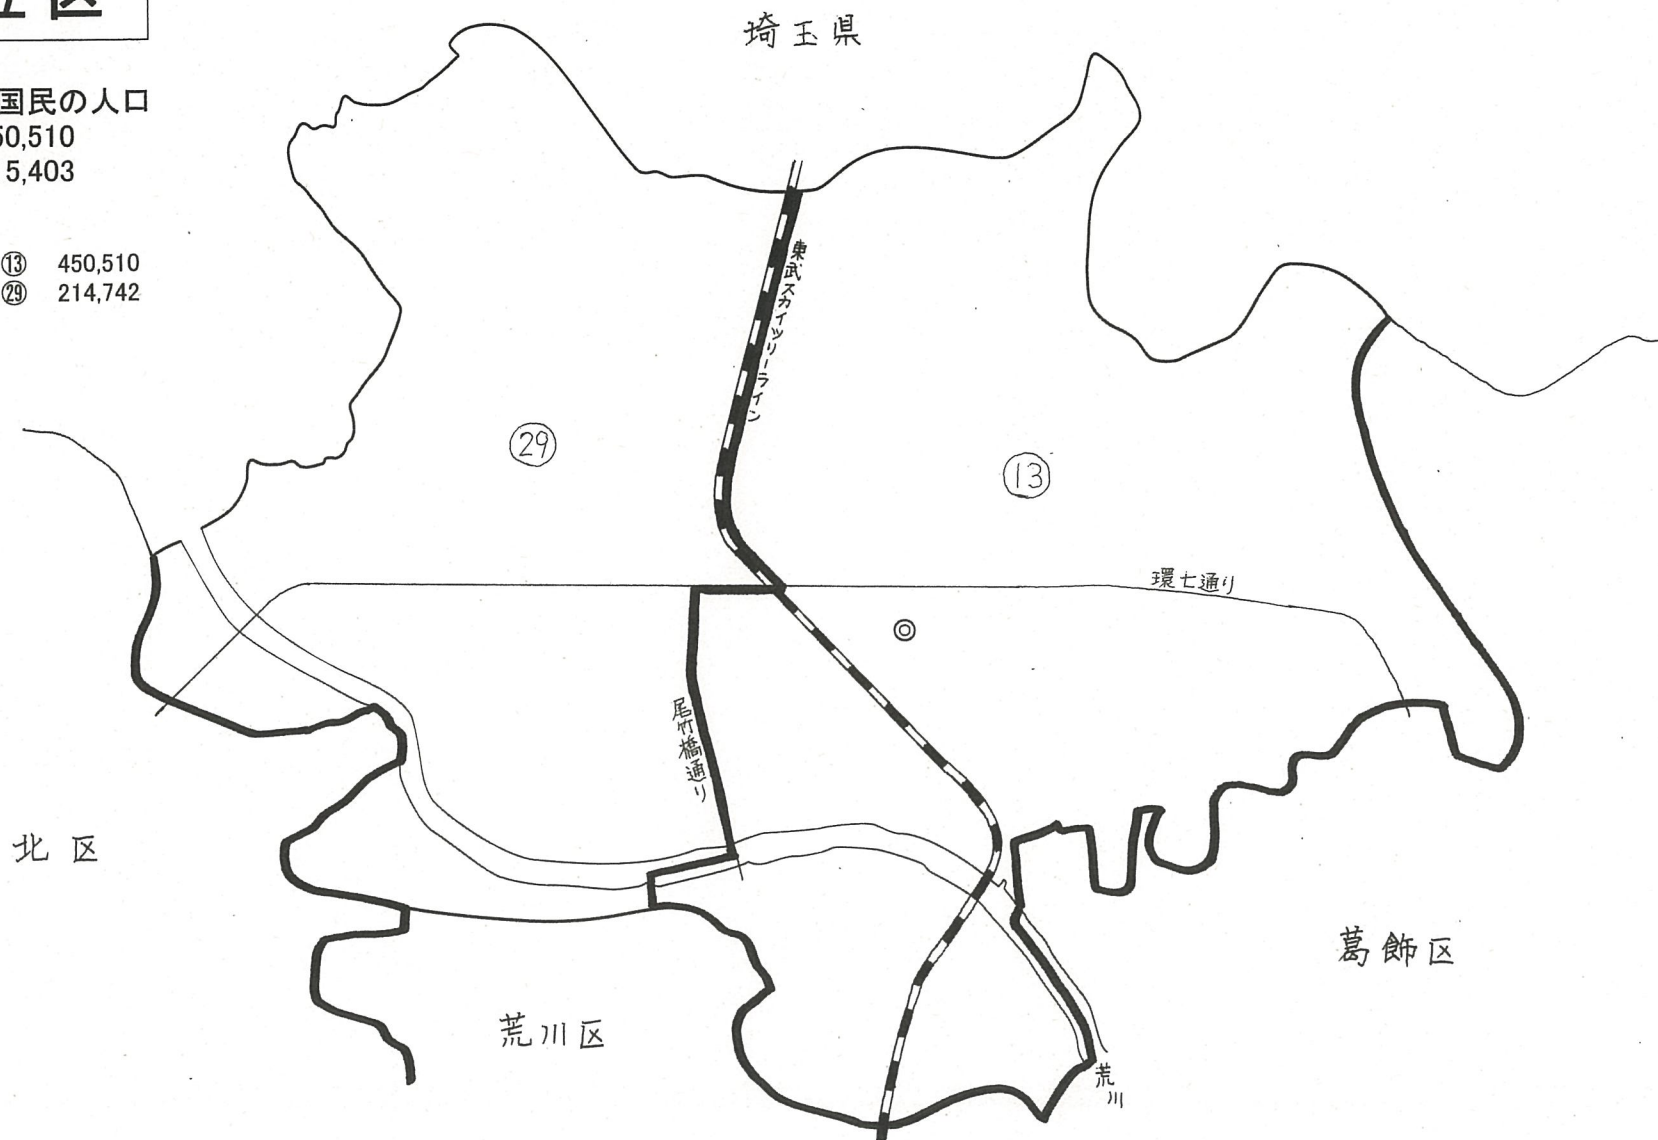 区
埼玉県
国民の人口
50,510
5,403
⑬ 450,510
㉙ 214,742
東武スカイツリーライン
㉙
⑬
環七通り
尾竹橋通り
北区
葛飾区
荒川区
荒川